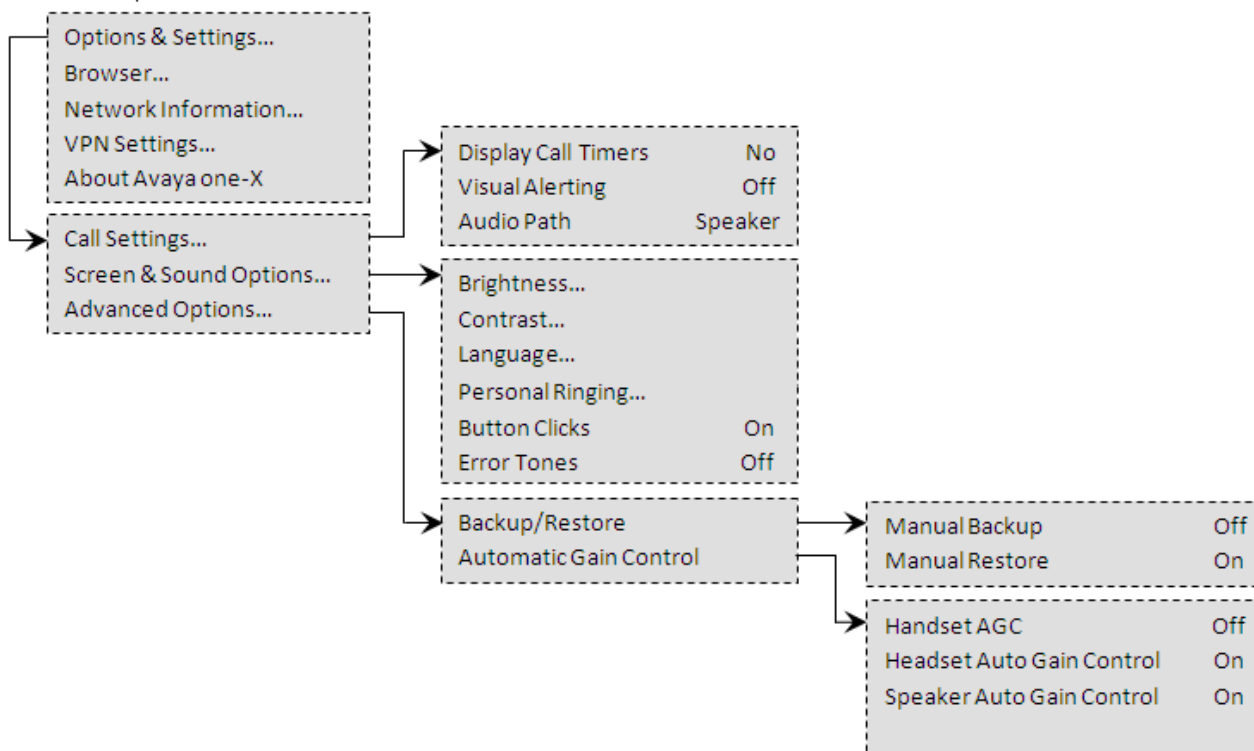 Options & Settings...
Browser...
Network Information...
VPN Settings...
About Avaya one-X
Call Settings...
Screen & Sound Options...
Advanced Options...
Display Call Timers No
Visual Alerting Off
Audio Path Speaker
Brightness...
Contrast...
Language...
Personal Ringing...
Button Clicks On
Error Tones Off
Backup/Restore
Automatic Gain Control
Manual Backup Off
Manual Restore On
Handset AGC Off
Headset Auto Gain Control On
Speaker Auto Gain Control On